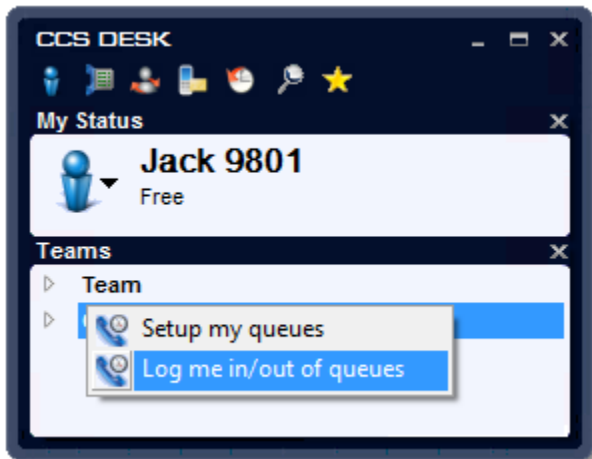 CCS DESK
My Status
Jack 9801
Free
Teams
Team
Setup my queues
Log me in/out of queues